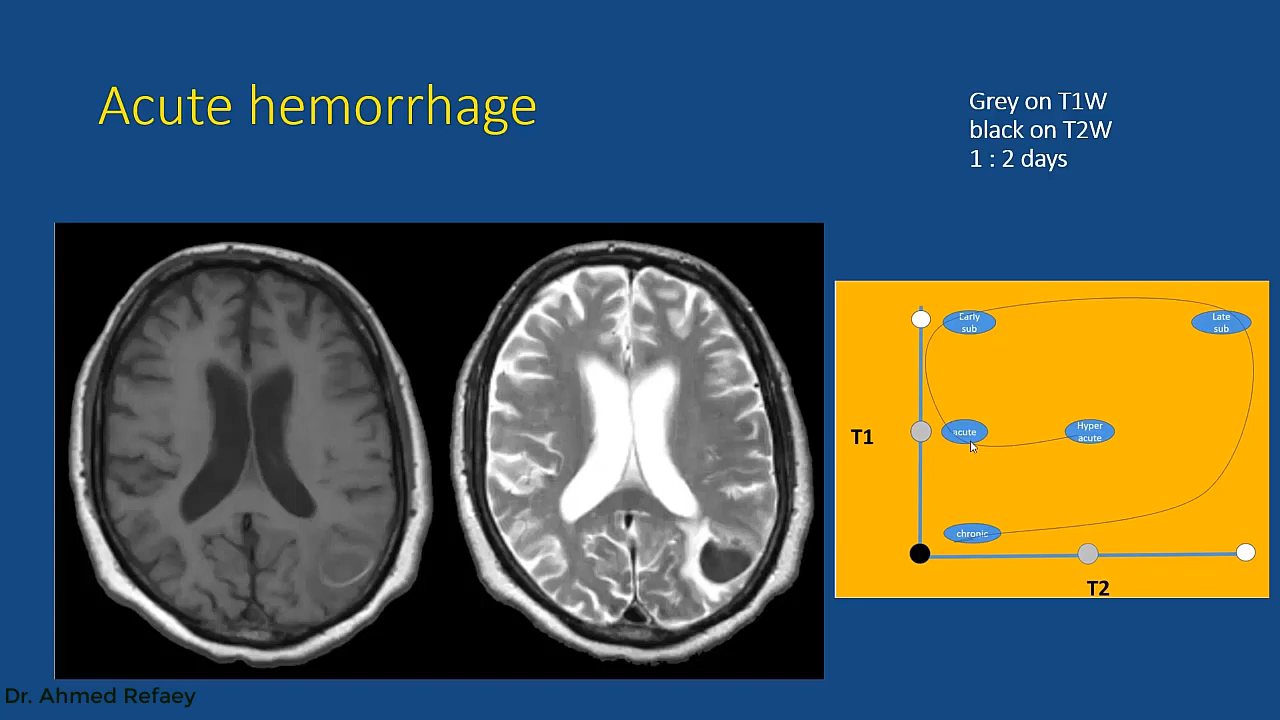 Acute hemorrhage
Grey on T1W
black on T2W
1 : 2 days
Early
sub
Late
sub
T1
acute
Hyper
acute
chronic
T2
Dr. Ahmed Refaey